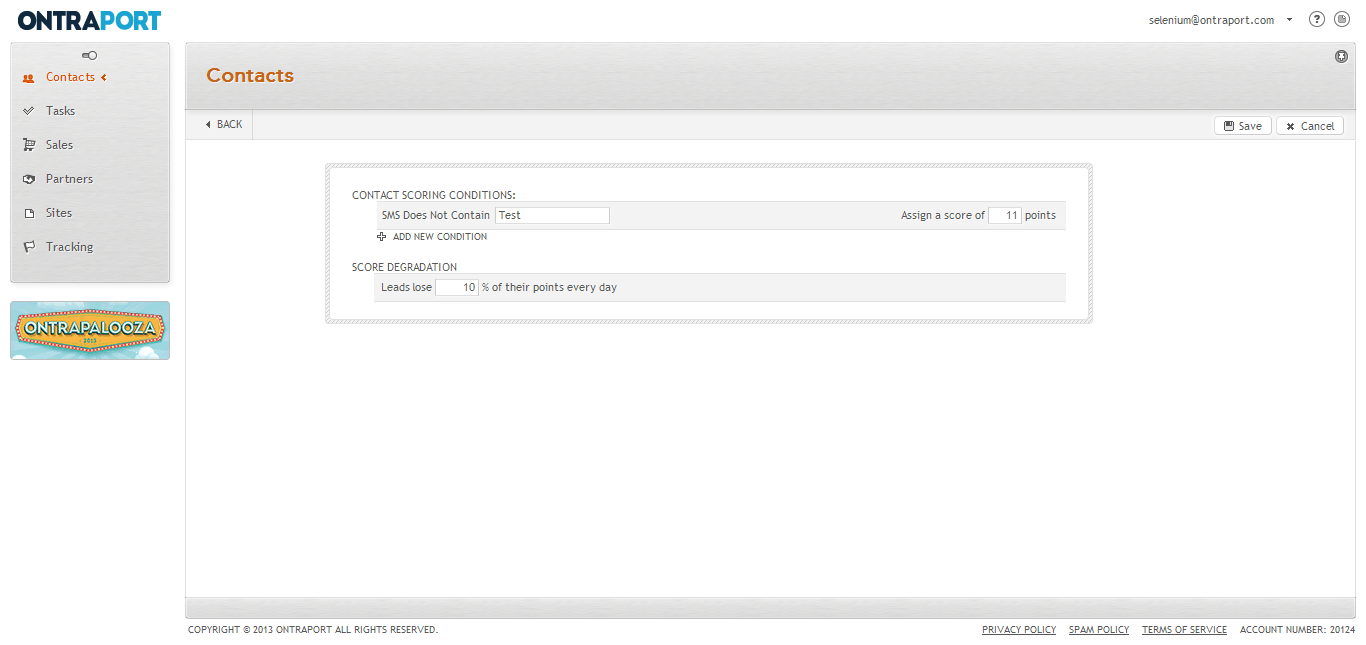 ONTRAPORT
selenium@ontraport.com
Contacts
Tasks
Sales
Partners
Sites
Tracking
ONTRAPALOOZA
2013
Contacts
BACK
Save
Cancel
CONTACT SCORING CONDITIONS:
SMS Does Not Contain Test Assign a score of 11 points
ADD NEW CONDITION
SCORE DEGRADATION
Leads lose 10 % of their points every day
COPYRIGHT © 2013 ONTRAPORT ALL RIGHTS RESERVED.
PRIVACY POLICY SPAM POLICY TERMS OF SERVICE ACCOUNT NUMBER: 20124